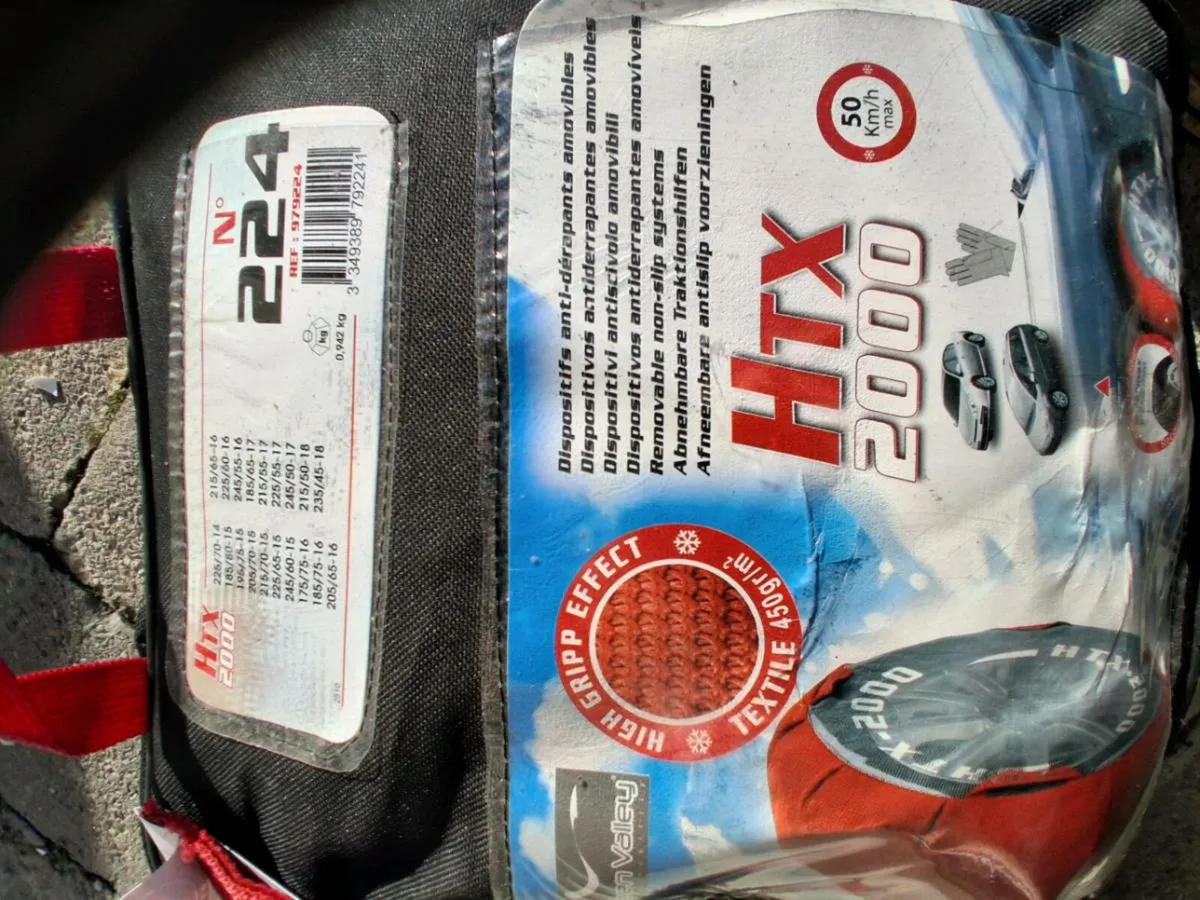 HTX
2000
225/70-14
185/80-15
195/75-15
205/70-15
215/70-15
225/65-15
245/60-15
175/75-16
185/75-16
205/65-16
215/65-16
225/60-16
245/55-16
185/65-17
215/55-17
225/55-17
245/50-17
215/50-18
235/45-18
kg
0,942 kg
N°
224
REF : 979224
3 349389 792241
Dispositifs anti-dérapants amovibles
Dispositivos antiderrapantes amovibles
Dispositivi antiscivolo amovibili
Dispositivos antiderrapantes amovíveis
Removable non-slip systems
Abnehmbare Traktionshilfen
Afneembare antislip voorzieningen
HTX
2000
50
Km/h
max
HIGH GRIPP EFFECT
TEXTILE 450gr/m²
en Valley
HTX-2000
HTX-2000